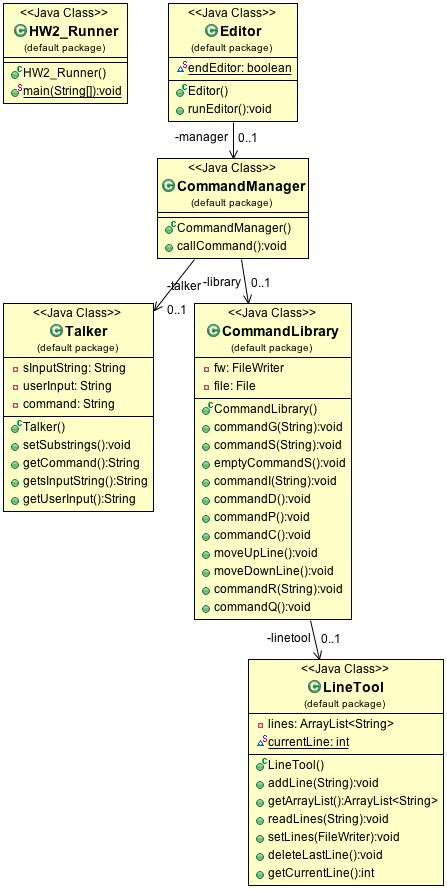 <<Java Class>>
HW2_Runner
(default package)
HW2_Runner()
main(String[]):void
<<Java Class>>
Editor
(default package)
endEditor: boolean
Editor()
runEditor():void
-manager 0..1
<<Java Class>>
CommandManager
(default package)
CommandManager()
callCommand():void
-talker
0..1
-library 0..1
<<Java Class>>
Talker
(default package)
sInputString: String
userInput: String
command: String
Talker()
setSubstrings():void
getCommand():String
getsInputString():String
getUserInput():String
<<Java Class>>
CommandLibrary
(default package)
fw: FileWriter
file: File
CommandLibrary()
commandG(String):void
commandS(String):void
emptyCommandS():void
commandI(String):void
commandD():void
commandP():void
commandC():void
moveUpLine():void
moveDownLine():void
commandR(String):void
commandQ():void
-linetool 0..1
<<Java Class>>
LineTool
(default package)
lines: ArrayList<String>
currentLine: int
LineTool()
addLine(String):void
getArrayList():ArrayList<String>
readLines(String):void
setLines(FileWriter):void
deleteLastLine():void
getCurrentLine():int